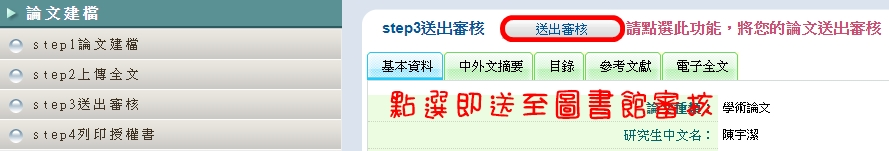 論文建檔
step1論文建檔
step2上傳全文
step3送出審核
step4列印授權書
step3送出審核 送出審核 請點選此功能，將您的論文送出審核
基本資料 中外文摘要 目錄 參考文獻 電子全文
點選即送至圖書館審核
論文種類： 學術論文
研究生中文名： 陳宇潔